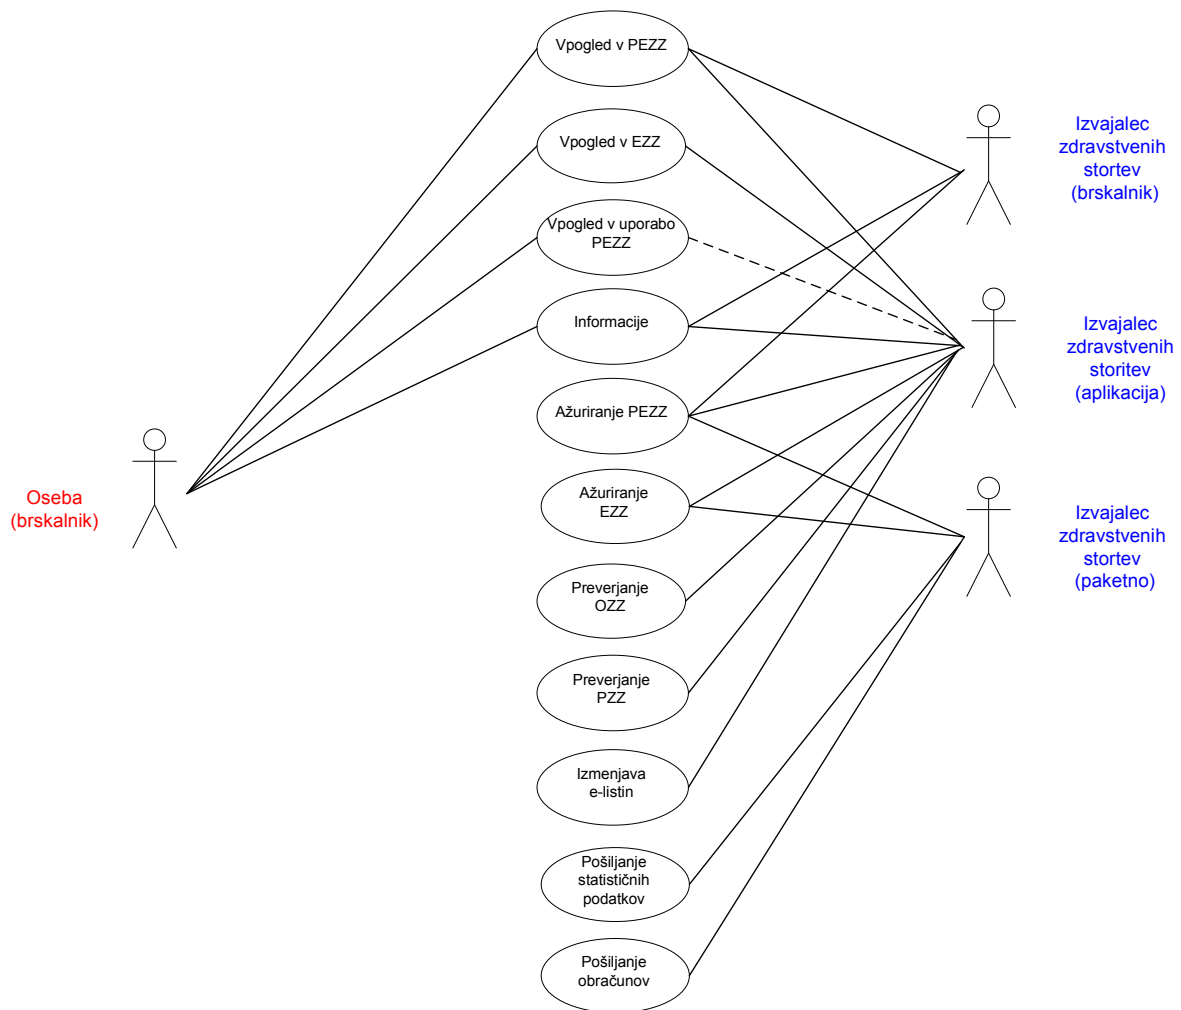 Vpogled v PEZZ
Vpogled v EZZ
Vpogled v uporabo
PEZZ
Informacije
Ažuriranje PEZZ
Ažuriranje
EZZ
Preverjanje
OZZ
Preverjanje
PZZ
Izmenjava
e-listin
Pošiljanje
statističnih
podatkov
Pošiljanje
obračunov
Oseba
(brskalnik)
Izvajalec
zdravstvenih
stortev
(brskalnik)
Izvajalec
zdravstvenih
storitev
(aplikacija)
Izvajalec
zdravstvenih
stortev
(paketno)